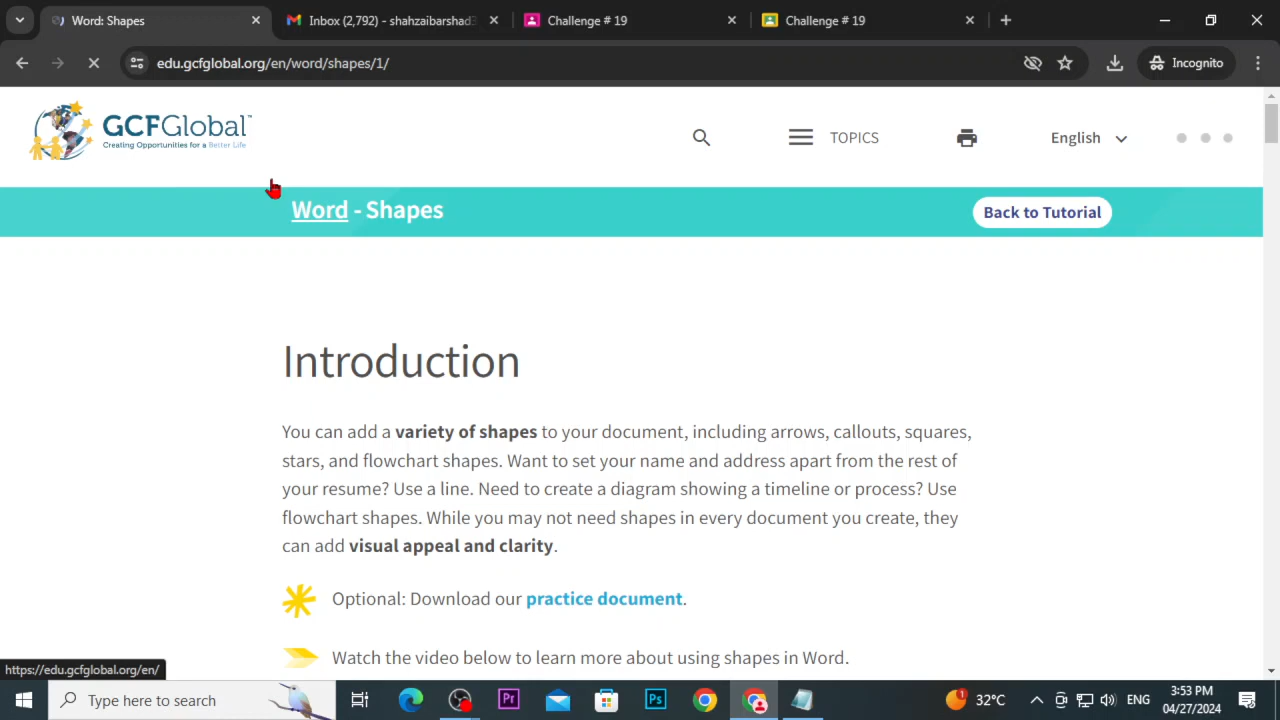 Word: Shapes
Inbox (2,792) - shahzaibarshad3
Challenge # 19
Challenge # 19
edu.gcfglobal.org/en/word/shapes/1/
Incognito
GCFGlobal™
Creating Opportunities for a Better Life
TOPICS
English
Word - Shapes
Back to Tutorial
Introduction
You can add a variety of shapes to your document, including arrows, callouts, squares,
stars, and flowchart shapes. Want to set your name and address apart from the rest of
your resume? Use a line. Need to create a diagram showing a timeline or process? Use
flowchart shapes. While you may not need shapes in every document you create, they
can add visual appeal and clarity.
Optional: Download our practice document.
Watch the video below to learn more about using shapes in Word.
https://edu.gcfglobal.org/en/
Type here to search
Pr
Ps
1
32°C
ENG
3:53 PM
04/27/2024